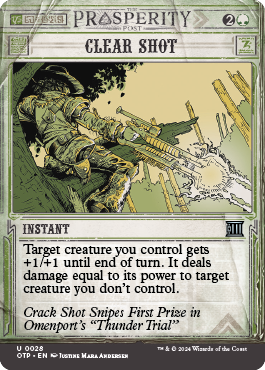 THE
PROSPERITY
POST
2
CLEAR SHOT
INSTANT
Target creature you control gets
+1/+1 until end of turn. It deals
damage equal to its power to target
creature you don't control.
Crack Shot Snipes First Prize in
Omenport's "Thunder Trial"
U 0028
OTP • EN JUSTINE MARA ANDERSEN
™ & © 2024 Wizards of the Coast